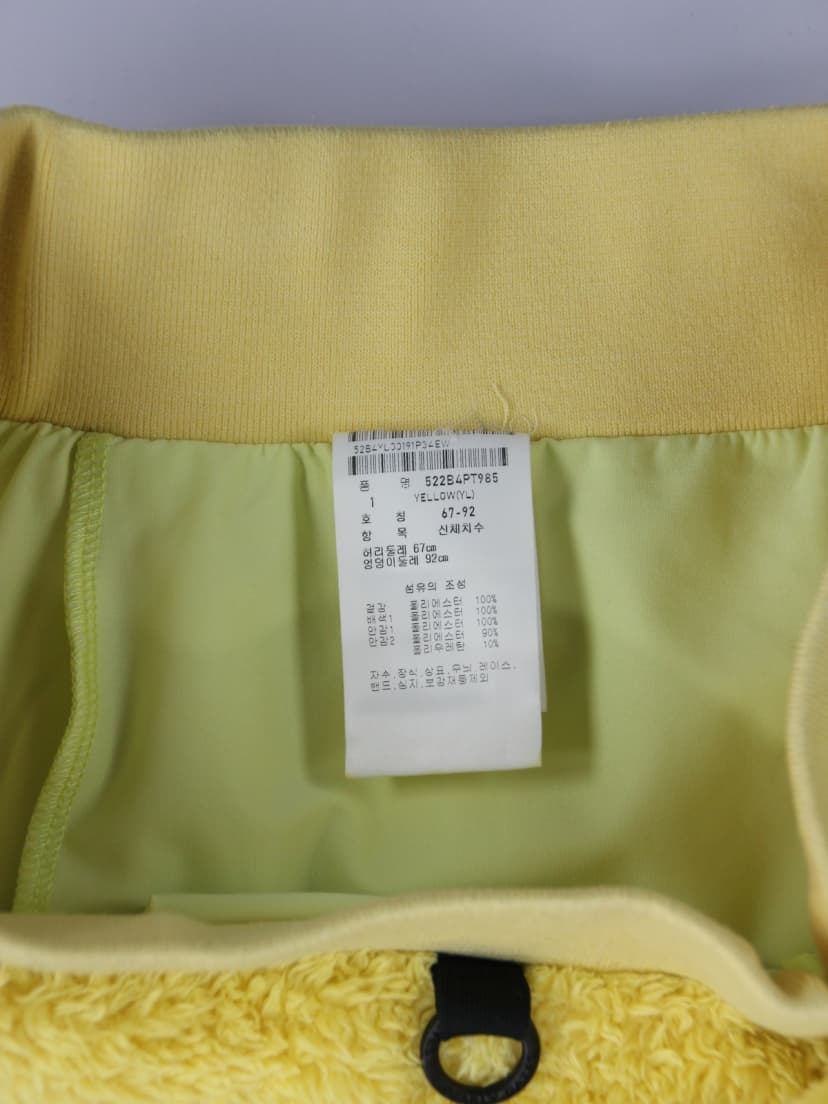 52B4YL00191P34EW
품 명 522B4PT985
1 YELLOW(YL)
호 칭 67-92
항 목 신체치수
허리둘레 67cm
엉덩이둘레 92cm
섬유의 조성
겉감 폴리에스터 100%
배색1 폴리에스터 100%
안감1 폴리에스터 100%
안감2 폴리에스터 90%
폴리우레탄 10%
자수,장식,상표,무늬 레이스,
밴드,심지,보강재등제외